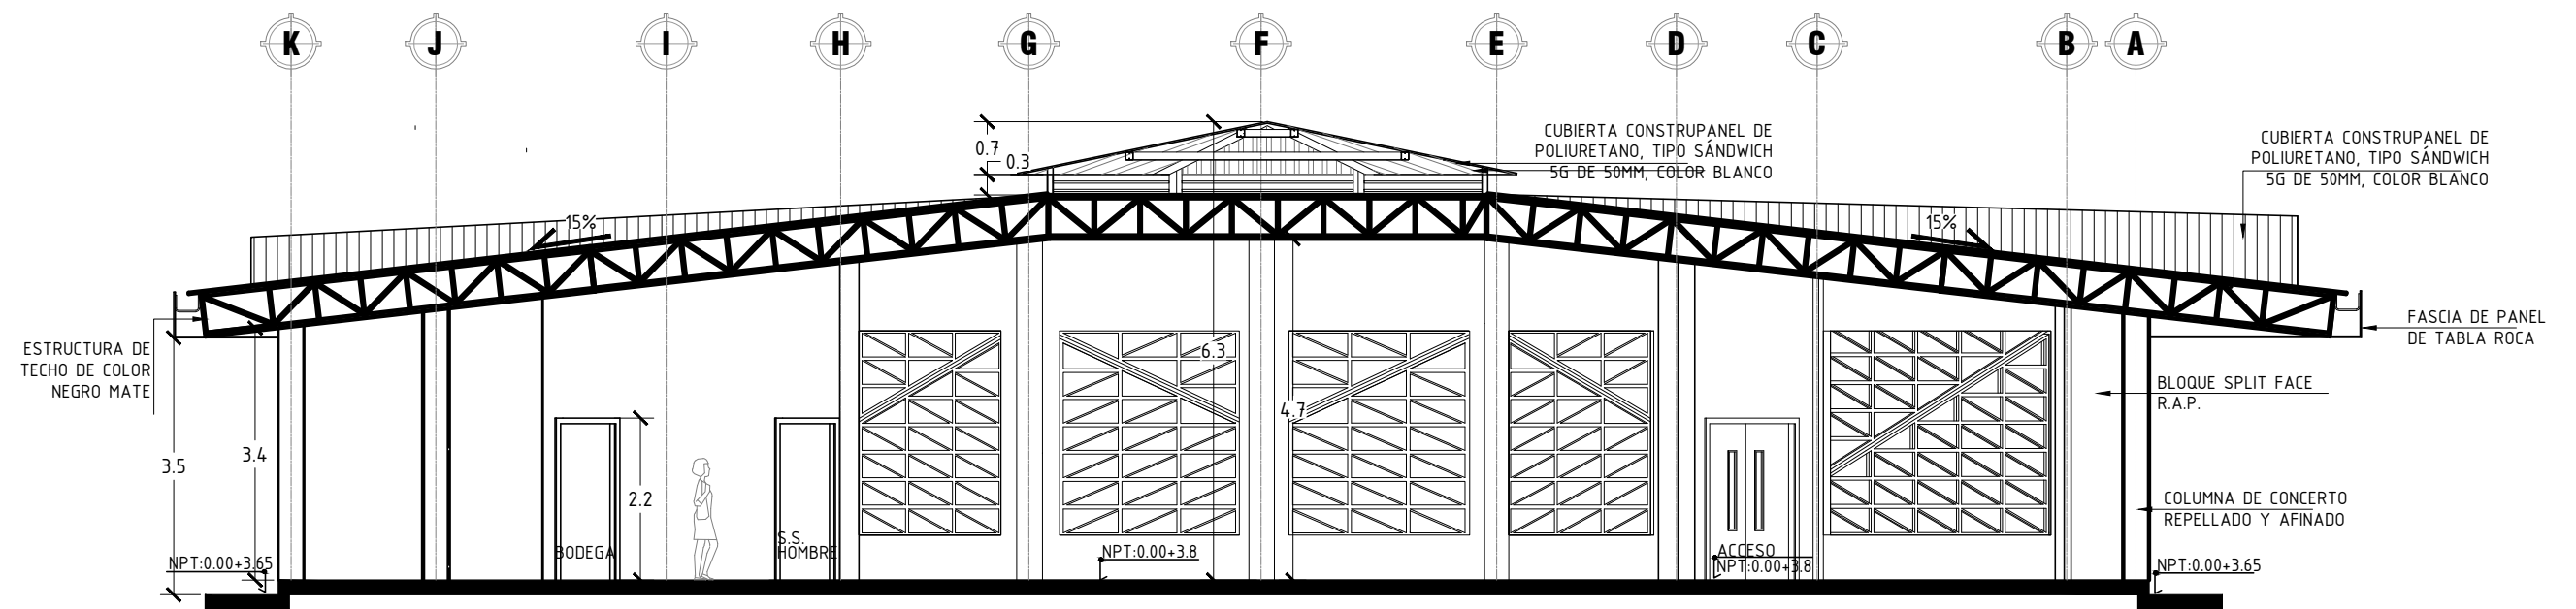 K J I H G F E D C B A
CUBIERTA CONSTRUPANEL DE
POLIURETANO, TIPO SÁNDWICH
5G DE 50MM, COLOR BLANCO
CUBIERTA CONSTRUPANEL DE
POLIURETANO, TIPO SÁNDWICH
5G DE 50MM, COLOR BLANCO
0.7
0.3
15%
15%
ESTRUCTURA DE
TECHO DE COLOR
NEGRO MATE
FASCIA DE PANEL
DE TABLA ROCA
6.3
4.7
BLOQUE SPLIT FACE
R.A.P.
3.5
3.4
2.2
COLUMNA DE CONCERTO
REPELLADO Y AFINADO
BODEGA
S.S.
HOMBRE
NPT:0.00+3.65
NPT:0.00+3.8
ACCESO
NPT:0.00+3.8
NPT:0.00+3.65